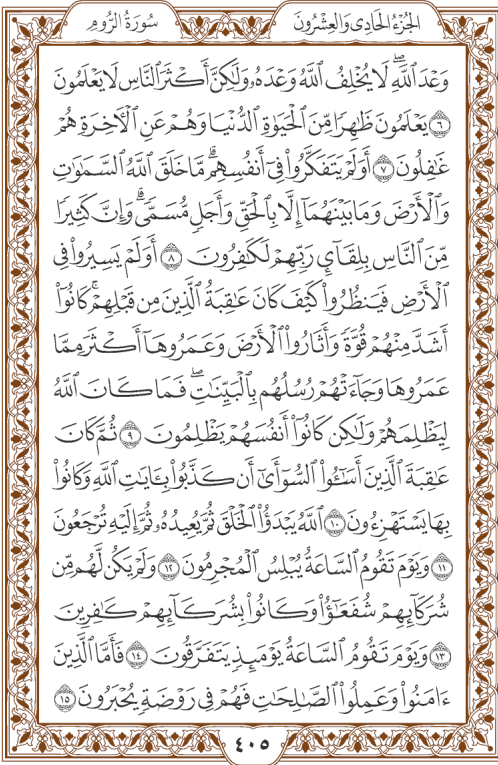 الجُزْءُ الحَادِي وَالعِشْرُونَ
سُورَةُ الرُّومِ
وَعْدَ ٱللَّهِۖ لَا يُخْلِفُ ٱللَّهُ وَعْدَهُۥ وَلَٰكِنَّ أَكْثَرَ ٱلنَّاسِ لَا يَعْلَمُونَ
٦ يَعْلَمُونَ ظَٰهِرًا مِّنَ ٱلْحَيَوٰةِ ٱلدُّنْيَا وَهُمْ عَنِ ٱلْأٓخِرَةِ هُمْ
غَٰفِلُونَ ٧ أَوَلَمْ يَتَفَكَّرُوا۟ فِىٓ أَنفُسِهِمۗ مَّا خَلَقَ ٱللَّهُ ٱلسَّمَٰوَٰتِ
وَٱلْأَرْضَ وَمَا بَيْنَهُمَآ إِلَّا بِٱلْحَقِّ وَأَجَلٍ مُّسَمًّىۗ وَإِنَّ كَثِيرًا
مِّنَ ٱلنَّاسِ بِلِقَآئِ رَبِّهِمْ لَكَٰفِرُونَ ٨ أَوَلَمْ يَسِيرُوا۟ فِى
ٱلْأَرْضِ فَيَنظُرُوا۟ كَيْفَ كَانَ عَٰقِبَةُ ٱلَّذِينَ مِن قَبْلِهِمْۚ كَانُوٓا۟
أَشَدَّ مِنْهُمْ قُوَّةً وَأَثَارُوا۟ ٱلْأَرْضَ وَعَمَرُوهَآ أَكْثَرَ مِمَّا
عَمَرُوهَا وَجَآءَتْهُمْ رُسُلُهُم بِٱلْبَيِّنَٰتِۖ فَمَا كَانَ ٱللَّهُ
لِيَظْلِمَهُمْ وَلَٰكِن كَانُوٓا۟ أَنفُسَهُمْ يَظْلِمُونَ ٩ ثُمَّ كَانَ
عَٰقِبَةَ ٱلَّذِينَ أَسَٰٓـُٔوا۟ ٱلسُّوٓأَىٰٓ أَن كَذَّبُوا۟ بِـَٔايَٰتِ ٱللَّهِ وَكَانُوا۟
بِهَا يَسْتَهْزِءُونَ ١٠ ٱللَّهُ يَبْدَؤُا۟ ٱلْخَلْقَ ثُمَّ يُعِيدُهُۥ ثُمَّ إِلَيْهِ تُرْجَعُونَ
١١ وَيَوْمَ تَقُومُ ٱلسَّاعَةُ يُبْلِسُ ٱلْمُجْرِمُونَ ١٢ وَلَمْ يَكُن لَّهُم مِّن
شُرَكَآئِهِمْ شُفَعَٰٓؤُا۟ وَكَانُوا۟ بِشُرَكَآئِهِمْ كَٰفِرِينَ
١٣ وَيَوْمَ تَقُومُ ٱلسَّاعَةُ يَوْمَئِذٍ يَتَفَرَّقُونَ ١٤ فَأَمَّا ٱلَّذِينَ
ءَامَنُوا۟ وَعَمِلُوا۟ ٱلصَّٰلِحَٰتِ فَهُمْ فِى رَوْضَةٍ يُحْبَرُونَ ١٥
٤٠٥